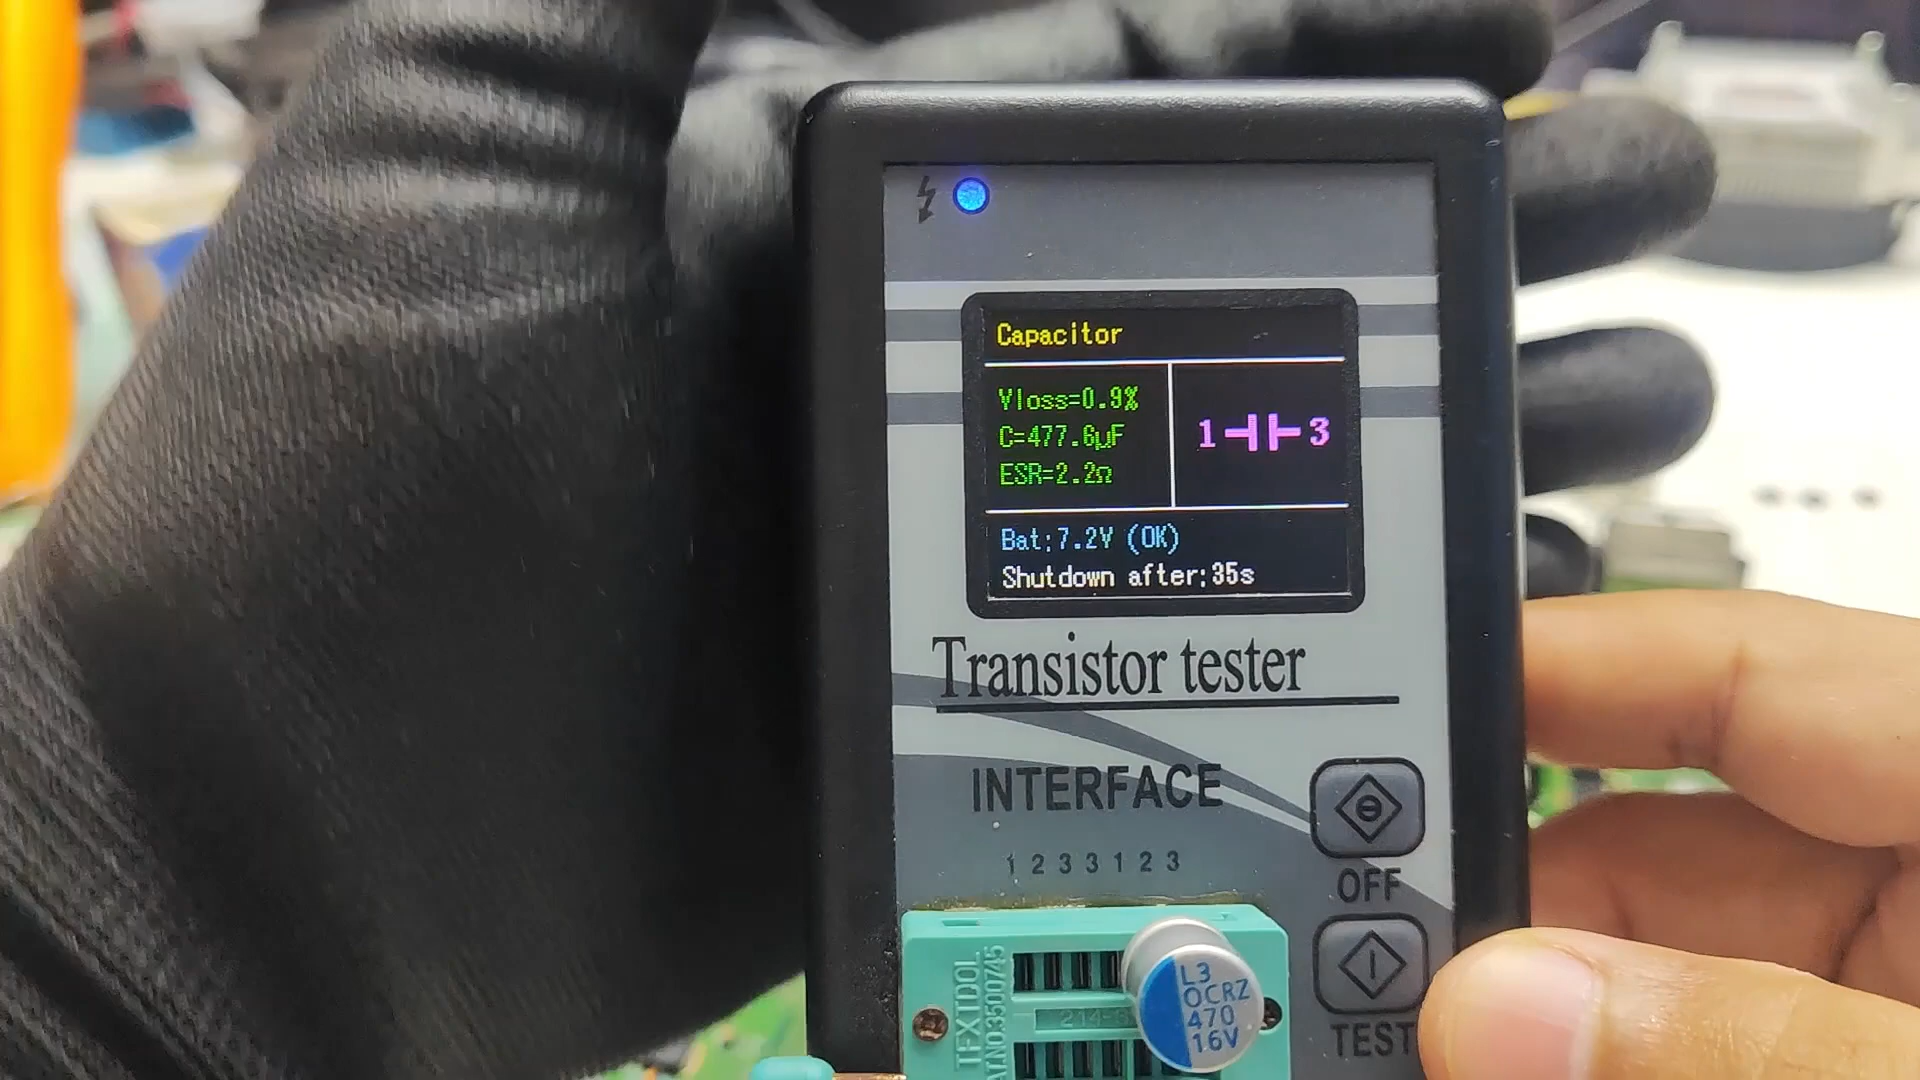 Capacitor
Vloss=0.9%
C=477.6µF
ESR=2.2Ω
1 3
Bat:7.2V (OK)
Shutdown after:35s
Transistor tester
INTERFACE
1 2 3 3 1 2 3
OFF
TEST
TFXTDOL
L3
OCRZ
470
16V